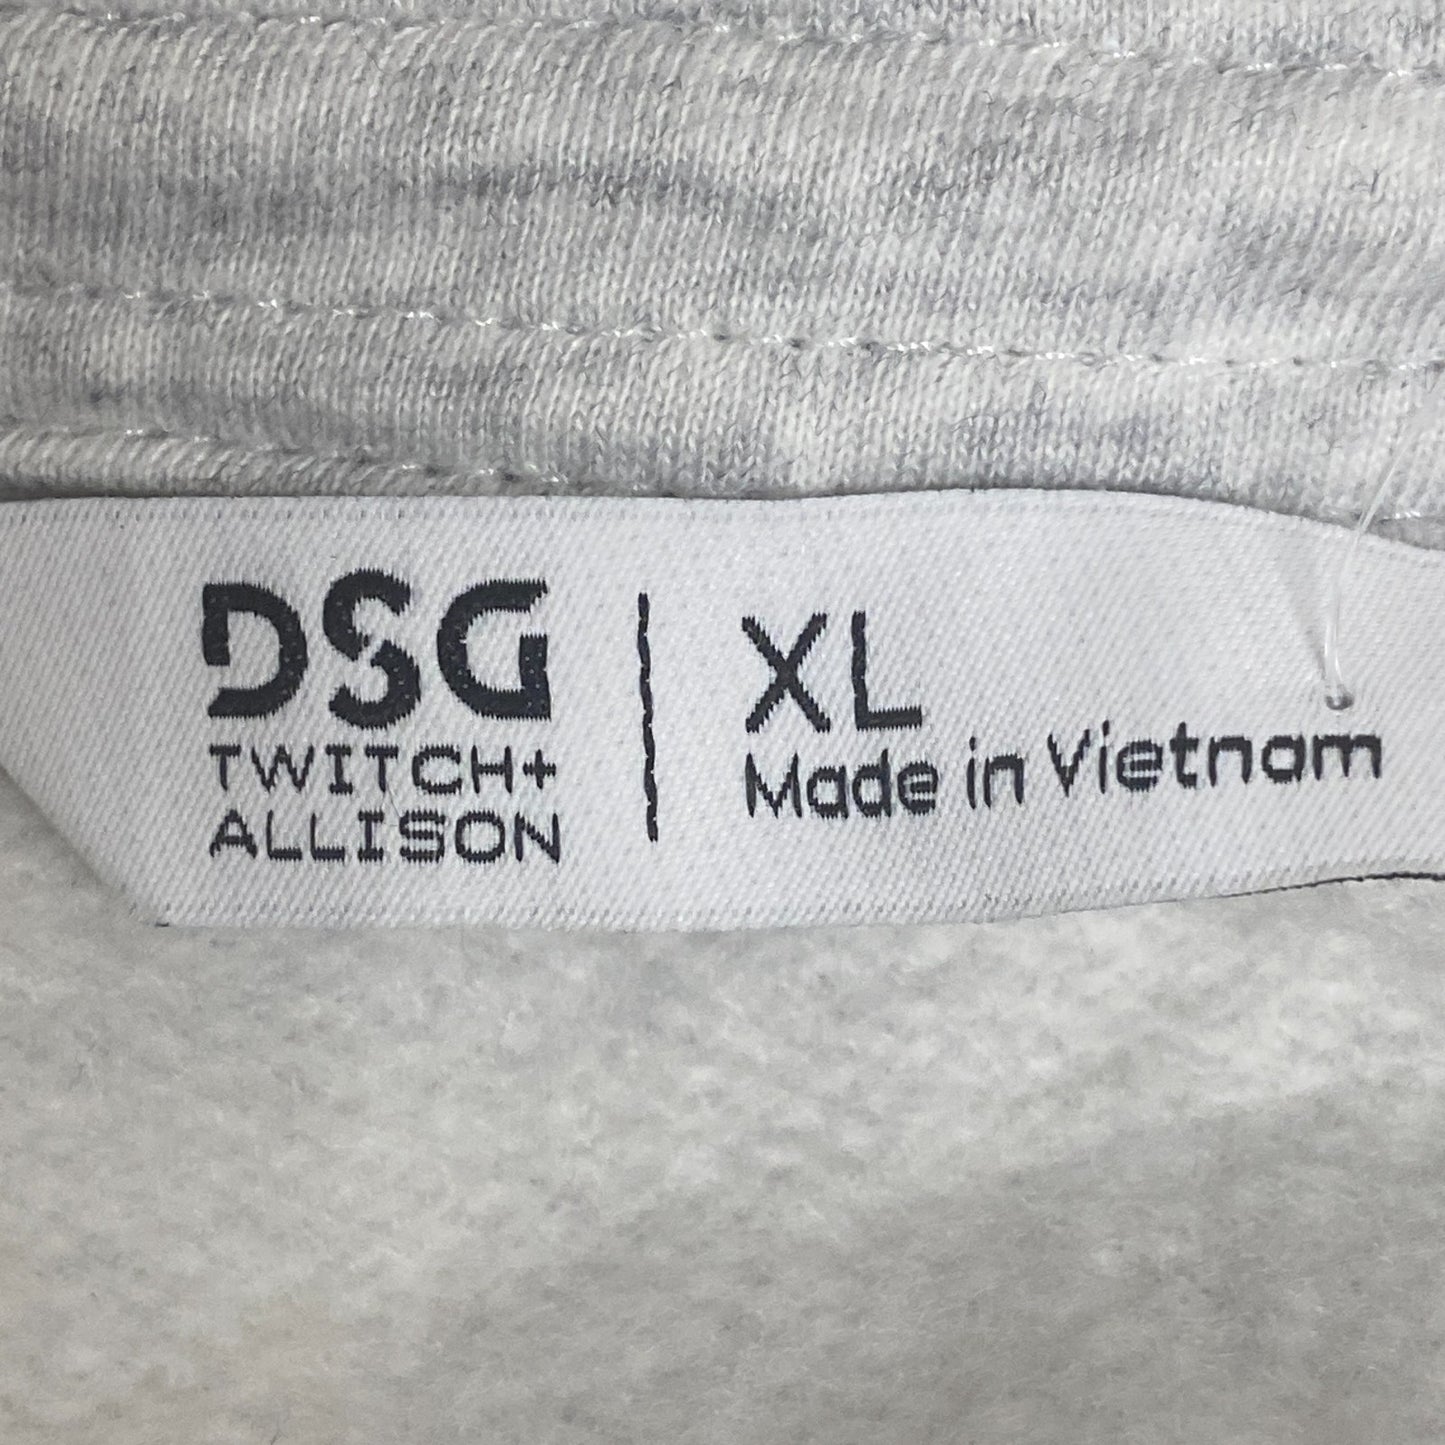 DSG
TWITCH+
ALLISON
XL
Made in Vietnam